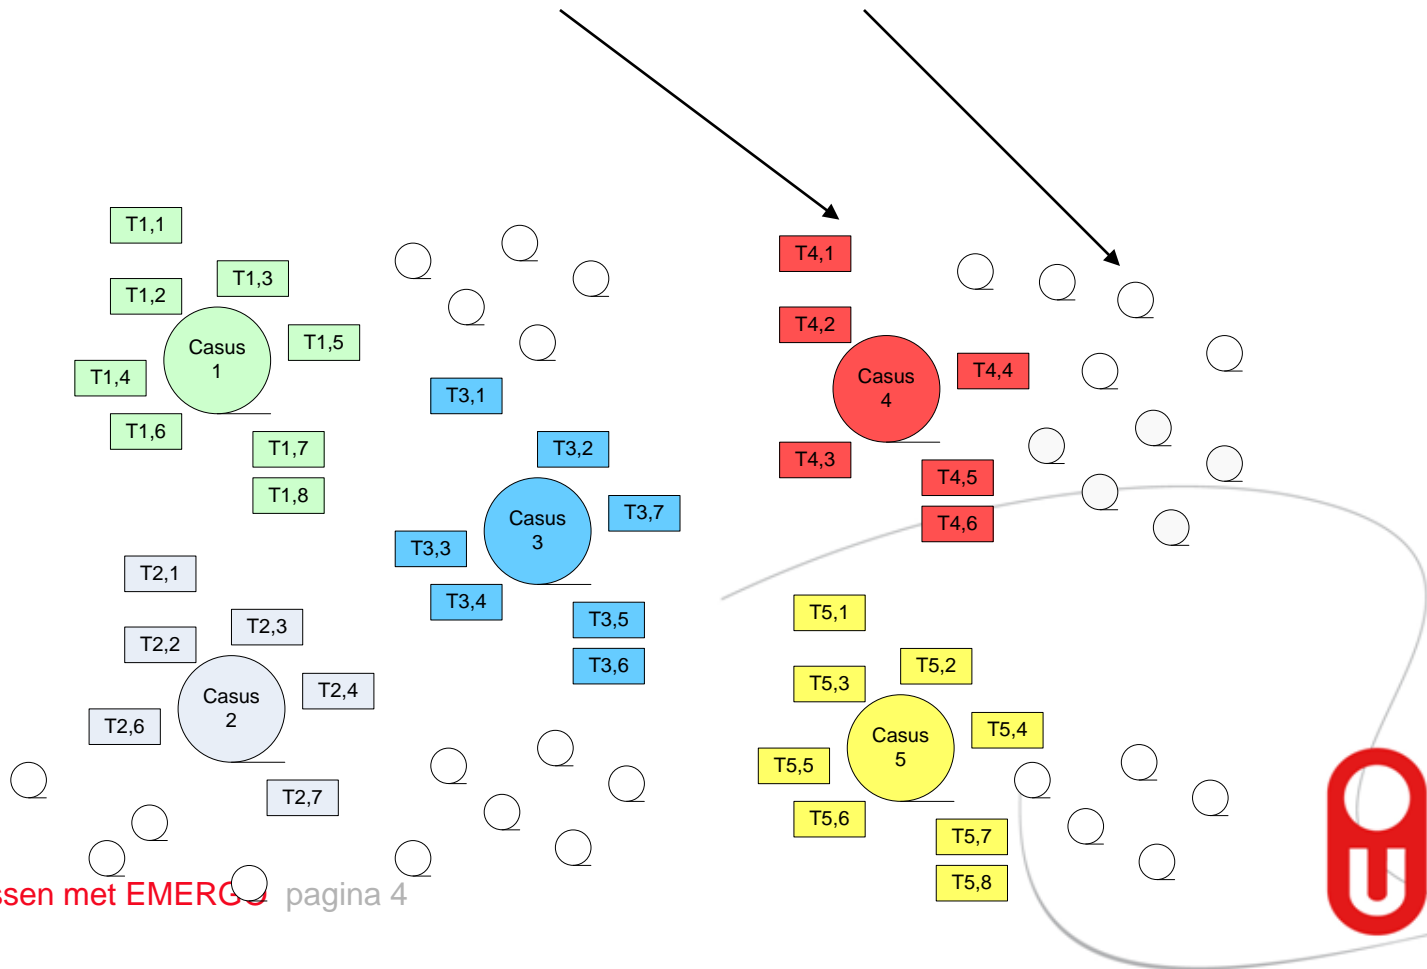 T1,1
T1,2
T1,3
T1,4
T1,5
Casus
1
T1,6
T1,7
T1,8
T2,1
T2,2
T2,3
T2,4
Casus
2
T2,6
T2,7
T3,1
T3,2
T3,3
Casus
3
T3,7
T3,4
T3,5
T3,6
T4,1
T4,2
Casus
4
T4,4
T4,3
T4,5
T4,6
T5,1
T5,2
T5,3
T5,4
Casus
5
T5,5
T5,6
T5,7
T5,8
ssen met EMERGO pagina 4
U